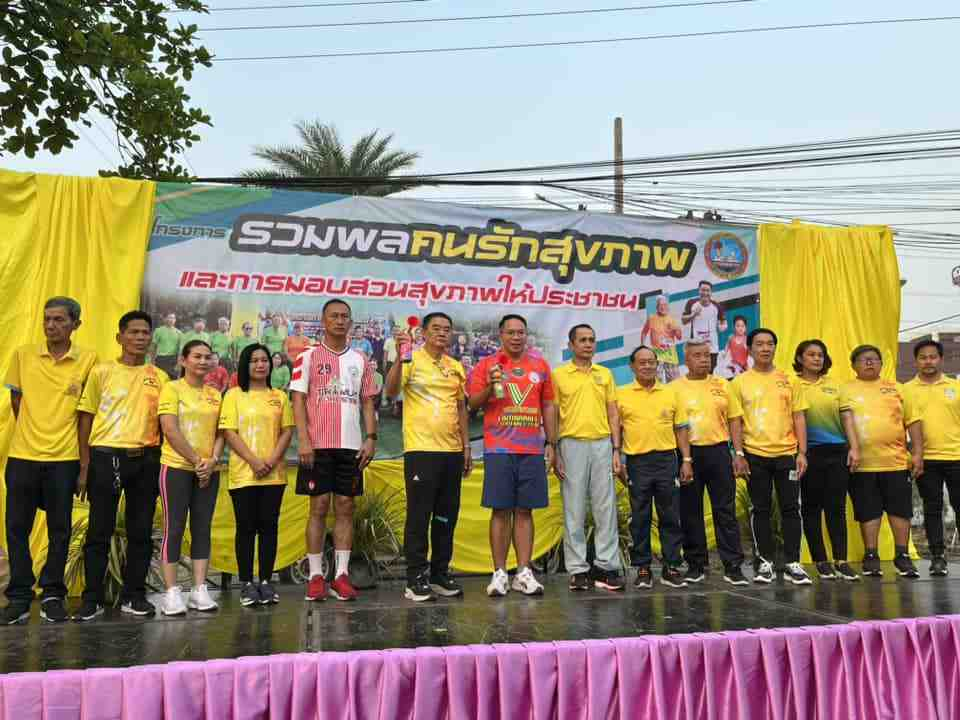 โครงการ รวมพลคนรักสุขภาพ
และการมอบสวนสุขภาพให้ประชาชน
29
V